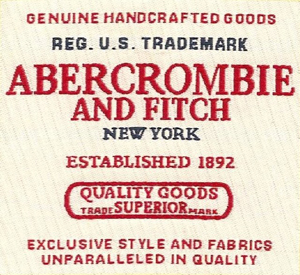 GENUINE HANDCRAFTED GOODS
REG. U.S. TRADEMARK
ABERCROMBIE
AND FITCH
NEW YORK
ESTABLISHED 1892
QUALITY GOODS
TRADE SUPERIOR MARK
EXCLUSIVE STYLE AND FABRICS
UNPARALLELED IN QUALITY